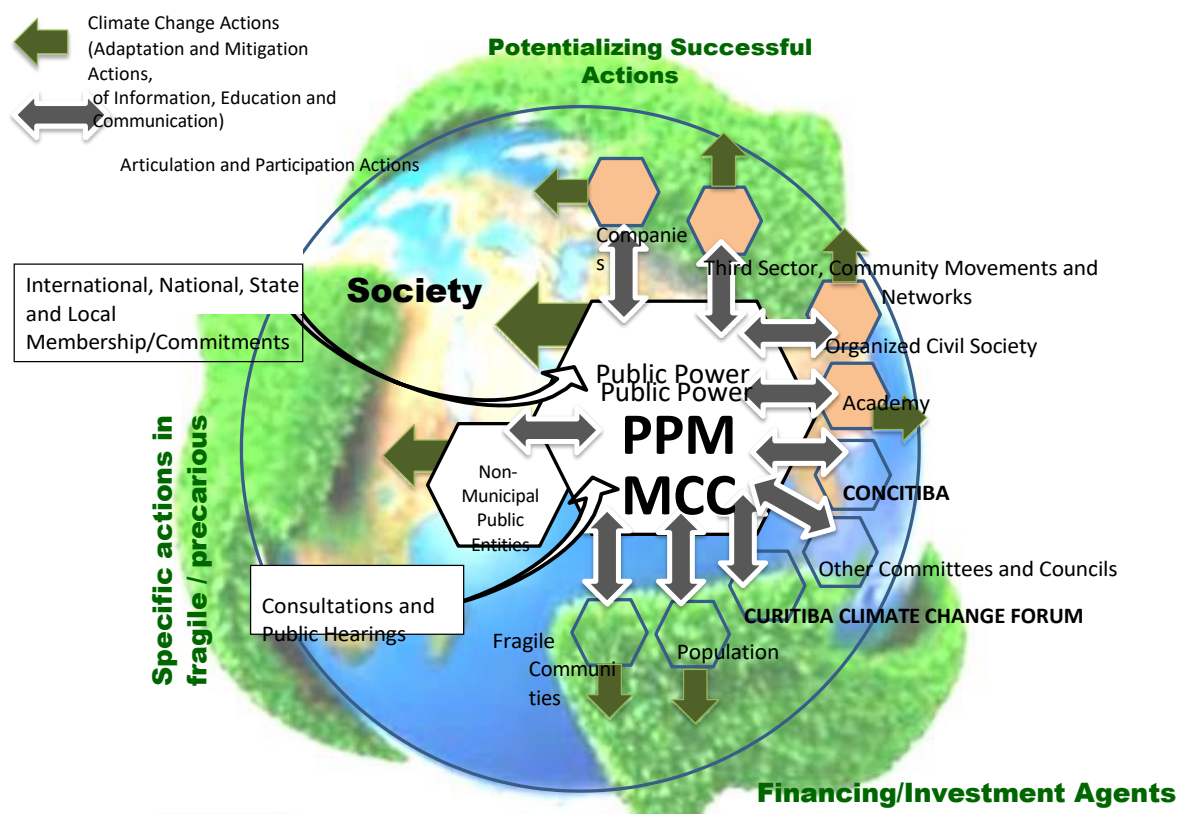 Climate Change Actions
(Adaptation and Mitigation
Actions,
of Information, Education and
Communication)
Articulation and Participation Actions
Potentializing Successful
Actions
Companie
s
Third Sector, Community Movements and
Networks
International, National, State
and Local
Membership/Commitments
Society
Organized Civil Society
Public Power
Public Power
Academy
PPM
MCC
Non-
Municipal
Public
Entities
CONCITIBA
Other Committees and Councils
Specific actions in
fragile / precarious
Consultations and
Public Hearings
CURITIBA CLIMATE CHANGE FORUM
Fragile
Communi
ties
Population
Financing/Investment Agents